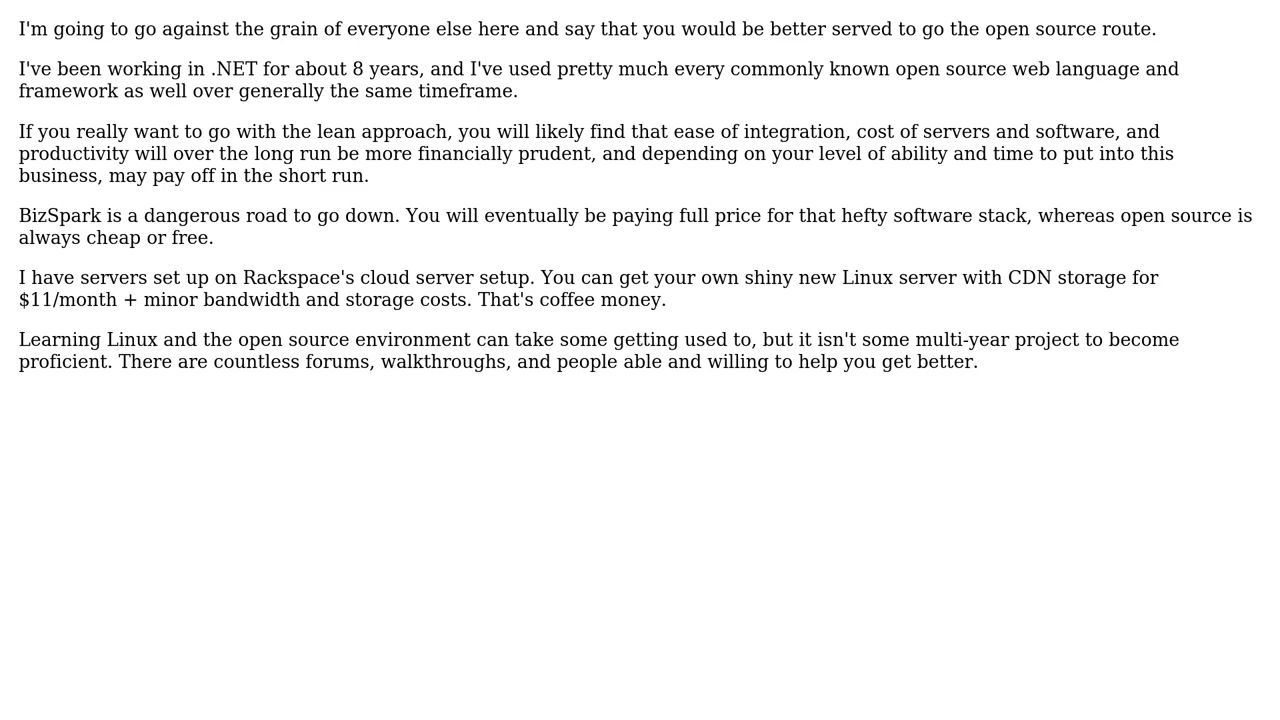 I'm going to go against the grain of everyone else here and say that you would be better served to go the open source route.
I've been working in .NET for about 8 years, and I've used pretty much every commonly known open source web language and
framework as well over generally the same timeframe.
If you really want to go with the lean approach, you will likely find that ease of integration, cost of servers and software, and
productivity will over the long run be more financially prudent, and depending on your level of ability and time to put into this
business, may pay off in the short run.
BizSpark is a dangerous road to go down. You will eventually be paying full price for that hefty software stack, whereas open source is
always cheap or free.
I have servers set up on Rackspace's cloud server setup. You can get your own shiny new Linux server with CDN storage for
$11/month + minor bandwidth and storage costs. That's coffee money.
Learning Linux and the open source environment can take some getting used to, but it isn't some multi-year project to become
proficient. There are countless forums, walkthroughs, and people able and willing to help you get better.